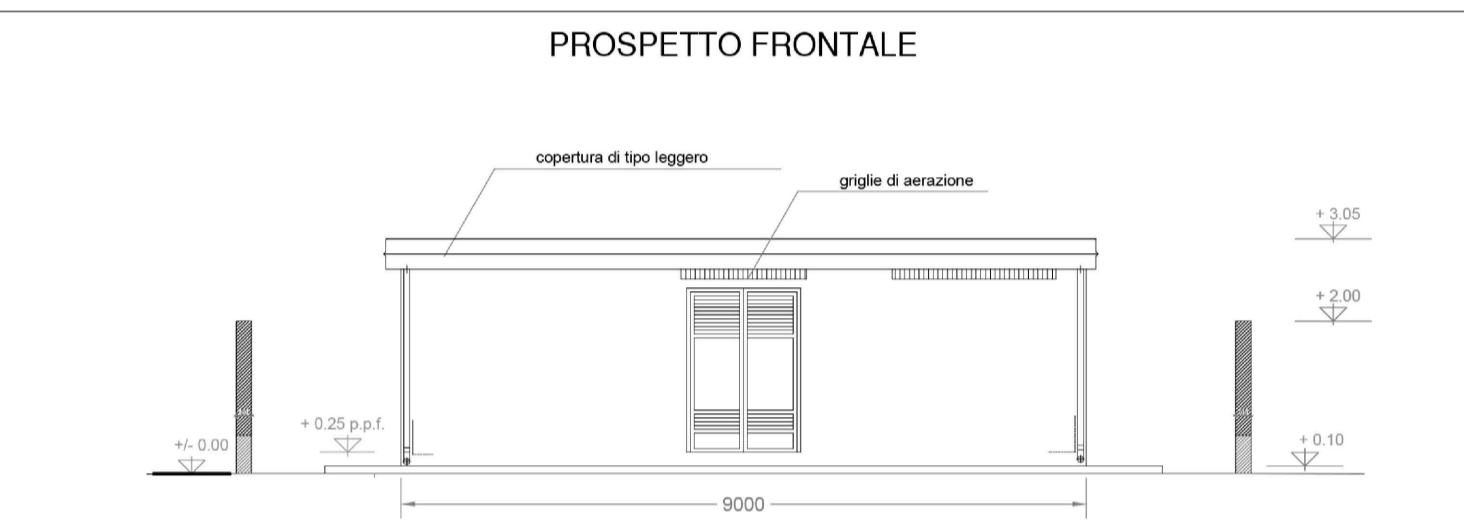 PROSPETTO FRONTALE
copertura di tipo leggero
griglie di aerazione
+ 3.05
+ 2.00
+ 0.25 p.p.f.
+/- 0.00
+ 0.10
9000